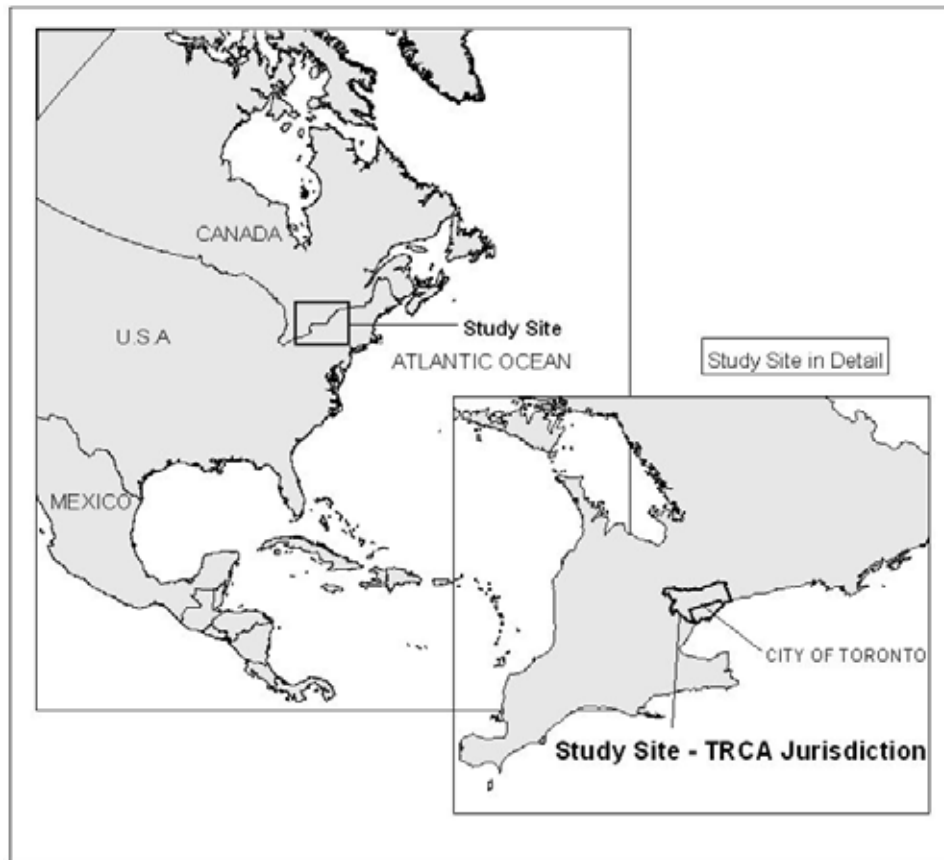 CANADA
U.S.A
Study Site
ATLANTIC OCEAN
Study Site in Detail
MEXICO
CITY OF TORONTO
Study Site - TRCA Jurisdiction